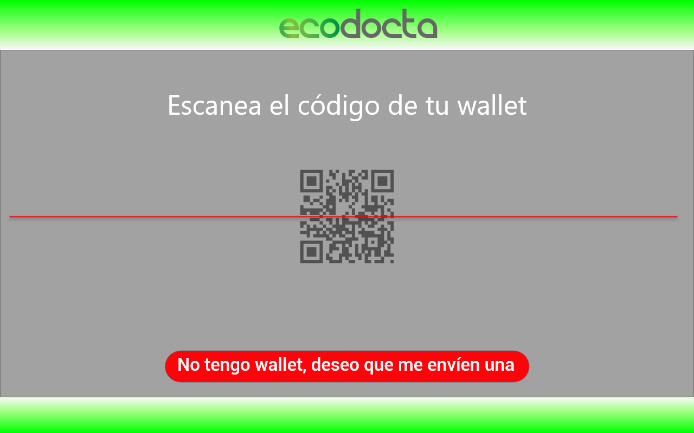 ecodocta
Escanea el código de tu wallet
No tengo wallet, deseo que me envíen una